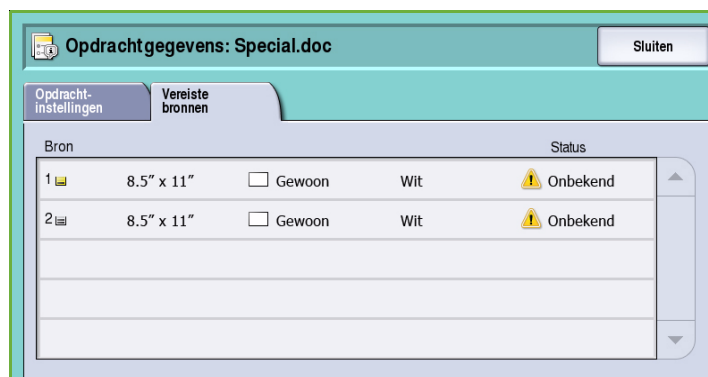 Opdrachtgegevens: Special.doc
Sluiten
Opdracht-
instellingen
Vereiste
bronnen
Bron Status
1 8.5" x 11" Gewoon Wit Onbekend
2 8.5" x 11" Gewoon Wit Onbekend